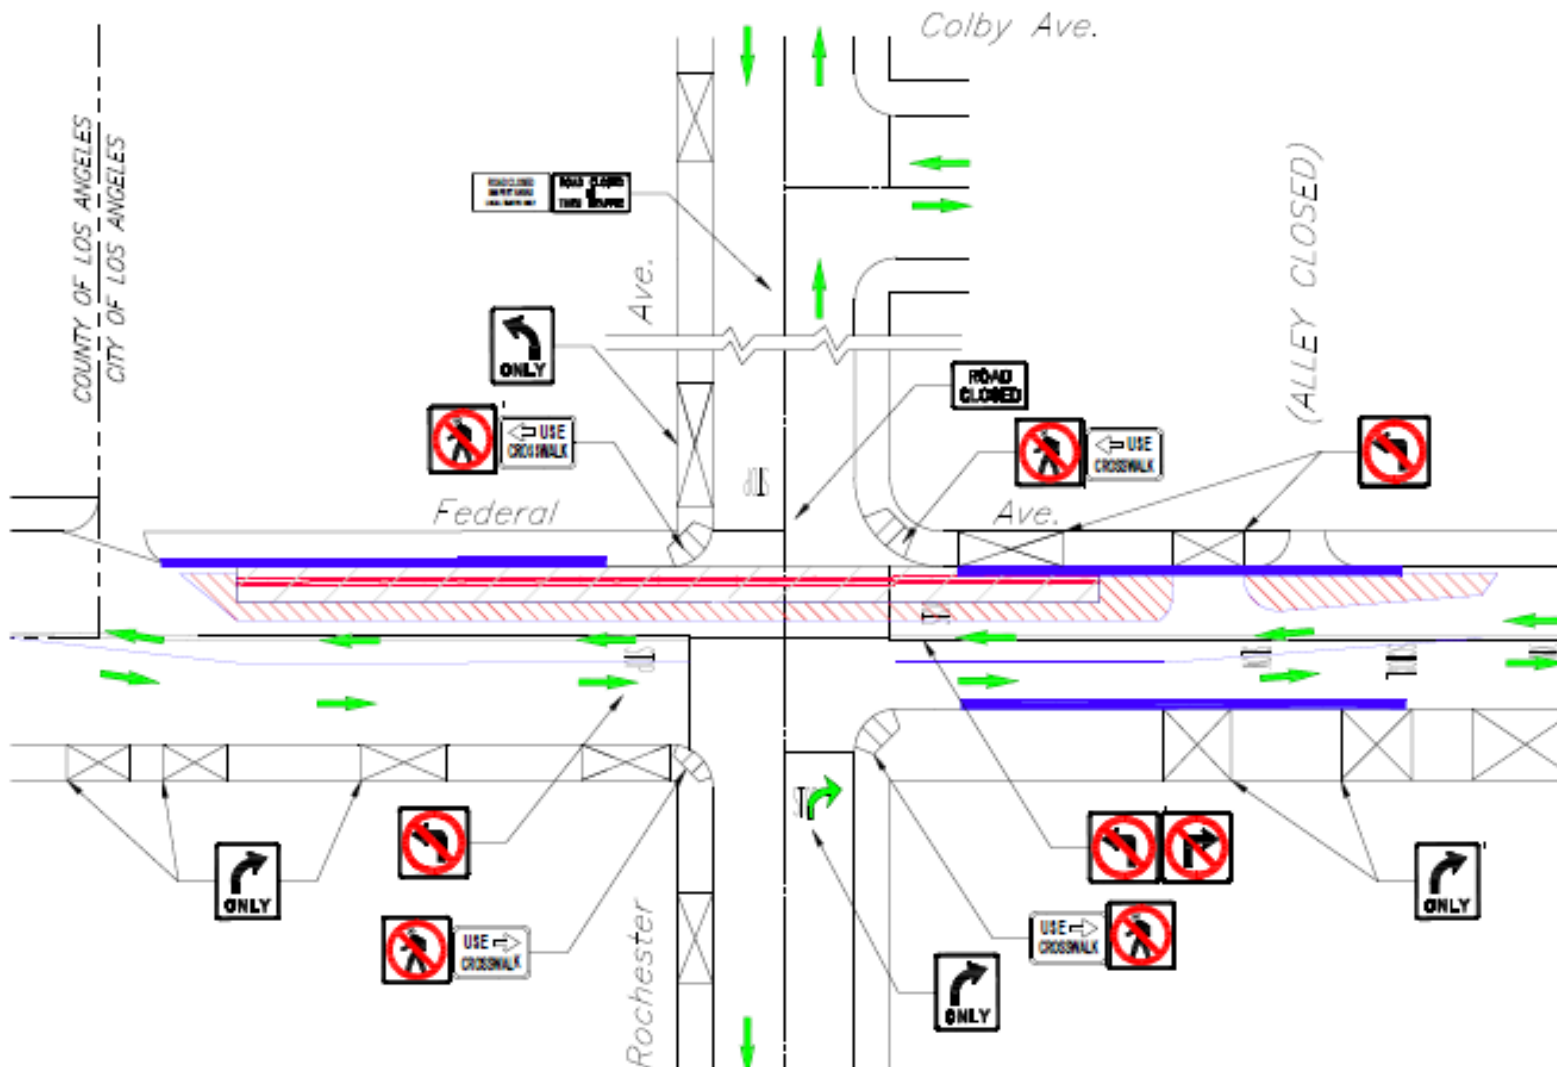 Colby Ave.
COUNTY OF LOS ANGELES
CITY OF LOS ANGELES
(ALLEY CLOSED)
ROAD CLOSED
THRU TRAFFIC
Ave.
ONLY
ROAD
CLOSED
USE
CROSSWALK
USE
CROSSWALK
STOP
Federal
Ave.
ONLY
ONLY
USE
CROSSWALK
USE
CROSSWALK
ONLY
Rochester